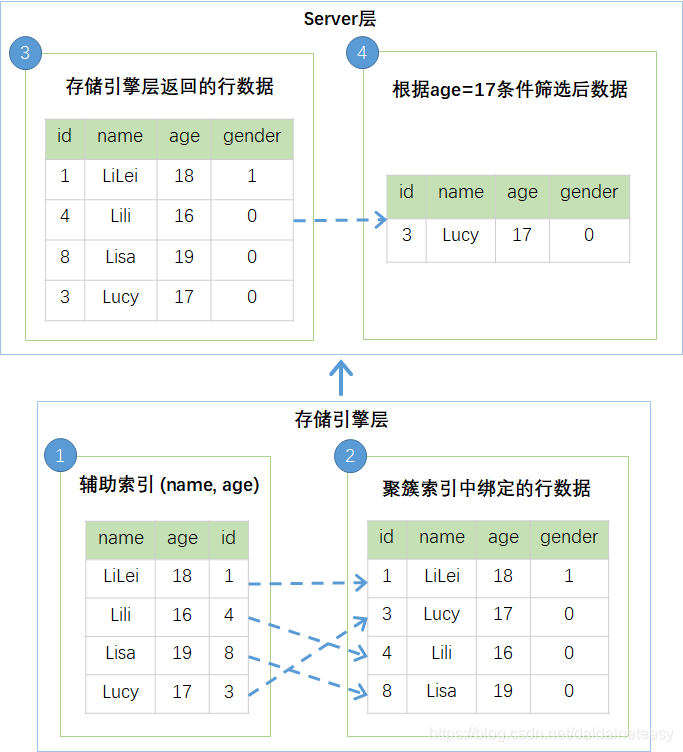 Server层
3
存储引擎层返回的行数据
id name age gender
1 LiLei 18 1
4 Lili 16 0
8 Lisa 19 0
3 Lucy 17 0
4
根据age=17条件筛选后数据
id name age gender
3 Lucy 17 0
存储引擎层
1
辅助索引 (name, age)
name age id
LiLei 18 1
Lili 16 4
Lisa 19 8
Lucy 17 3
2
聚簇索引中绑定的行数据
id name age gender
1 LiLei 18 1
3 Lucy 17 0
4 Lili 16 0
8 Lisa 19 0
https://blog.csdn.net/daidaineteasy